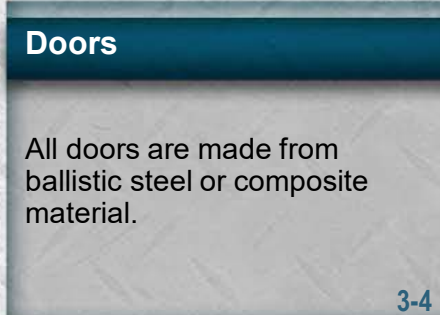 Doors
All doors are made from
ballistic steel or composite
material.
3-4